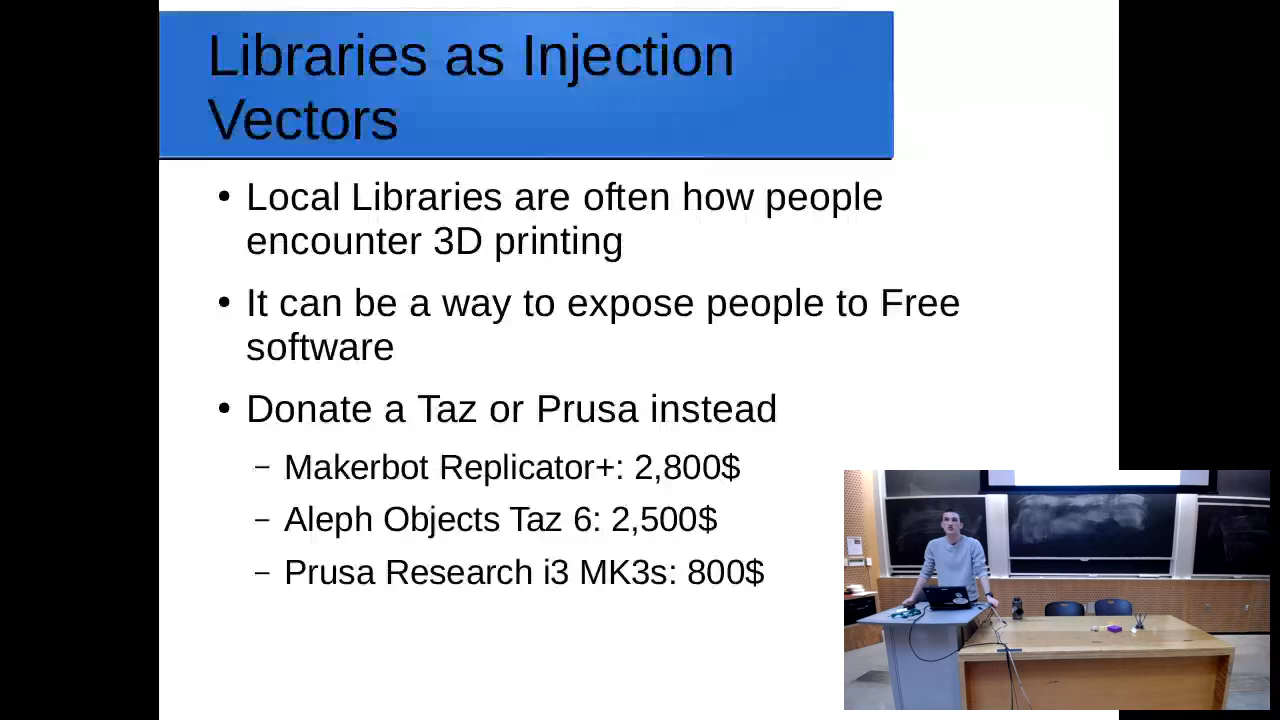 Libraries as Injection
Vectors
• Local Libraries are often how people
encounter 3D printing
• It can be a way to expose people to Free
software
• Donate a Taz or Prusa instead
– Makerbot Replicator+: 2,800$
– Aleph Objects Taz 6: 2,500$
– Prusa Research i3 MK3s: 800$